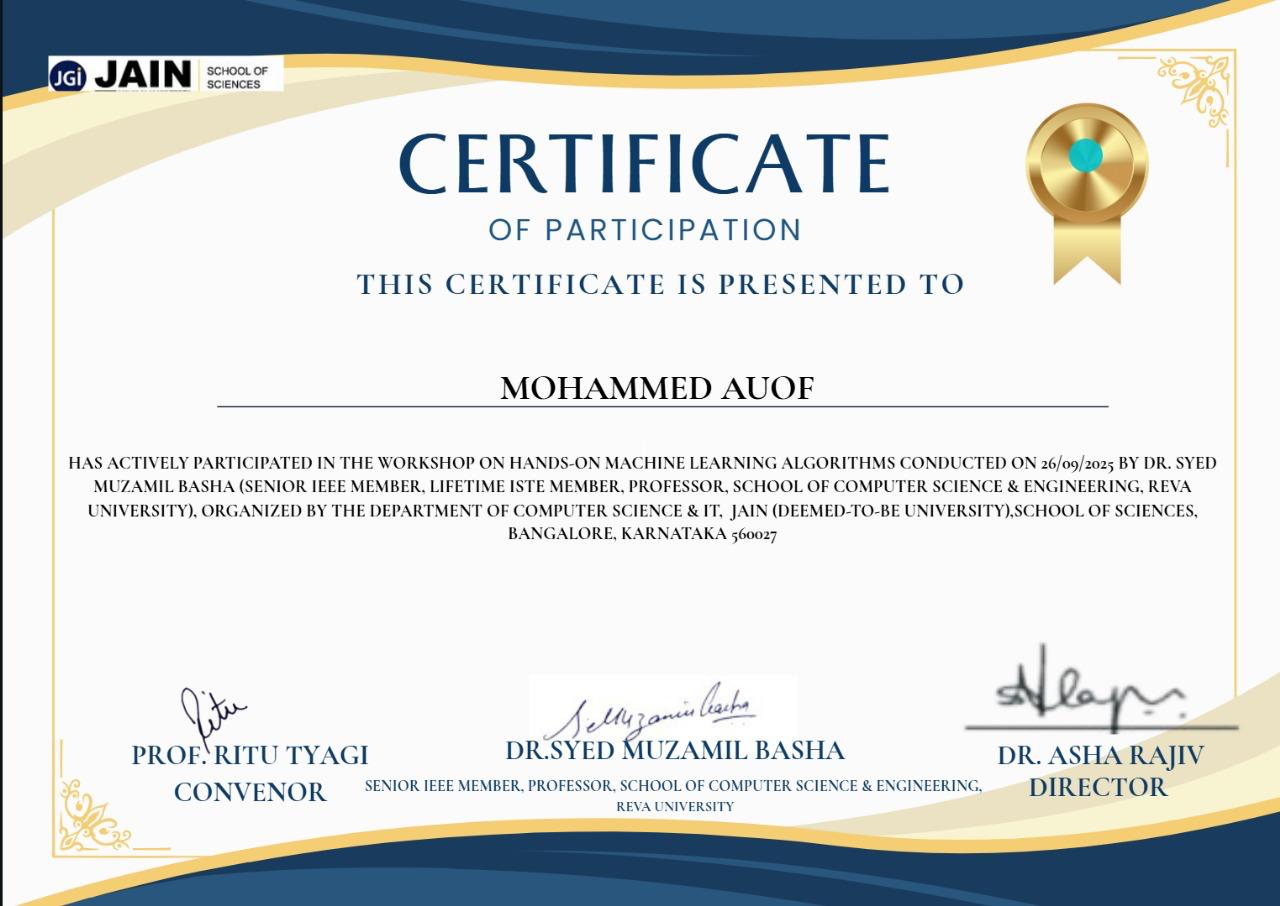 JGi JAIN SCHOOL OF
SCIENCES
CERTIFICATE
OF PARTICIPATION
THIS CERTIFICATE IS PRESENTED TO
MOHAMMED AUOF
HAS ACTIVELY PARTICIPATED IN THE WORKSHOP ON HANDS-ON MACHINE LEARNING ALGORITHMS CONDUCTED ON 26/09/2025 BY DR. SYED
MUZAMIL BASHA (SENIOR IEEE MEMBER, LIFETIME ISTE MEMBER, PROFESSOR, SCHOOL OF COMPUTER SCIENCE & ENGINEERING, REVA
UNIVERSITY), ORGANIZED BY THE DEPARTMENT OF COMPUTER SCIENCE & IT, JAIN (DEEMED-TO-BE UNIVERSITY),SCHOOL OF SCIENCES,
BANGALORE, KARNATAKA 560027
Ritu
PROF. RITU TYAGI
CONVENOR
DR.SYED MUZAMIL BASHA
SENIOR IEEE MEMBER, PROFESSOR, SCHOOL OF COMPUTER SCIENCE & ENGINEERING,
REVA UNIVERSITY
DR. ASHA RAJIV
DIRECTOR